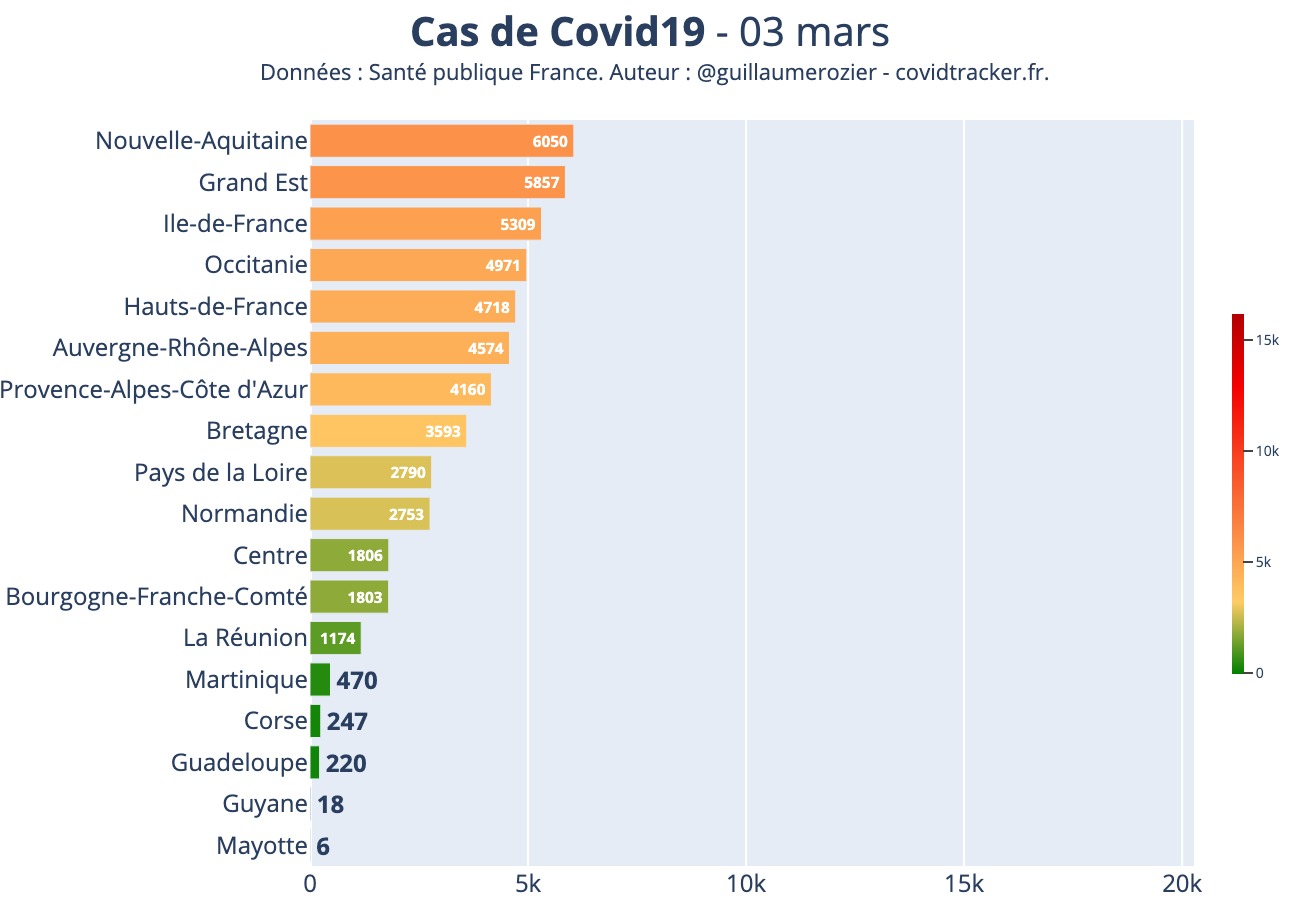 Cas de Covid19 - 03 mars
Données : Santé publique France. Auteur : @guillaumerozier - covidtracker.fr.
Nouvelle-Aquitaine 6050
Grand Est 5857
Ile-de-France 5309
Occitanie 4971
Hauts-de-France 4718
Auvergne-Rhône-Alpes 4574
Provence-Alpes-Côte d'Azur 4160
Bretagne 3593
Pays de la Loire 2790
Normandie 2753
Centre 1806
Bourgogne-Franche-Comté 1803
La Réunion 1174
Martinique 470
Corse 247
Guadeloupe 220
Guyane 18
Mayotte 6
0 5k 10k 15k 20k
15k
10k
5k
0